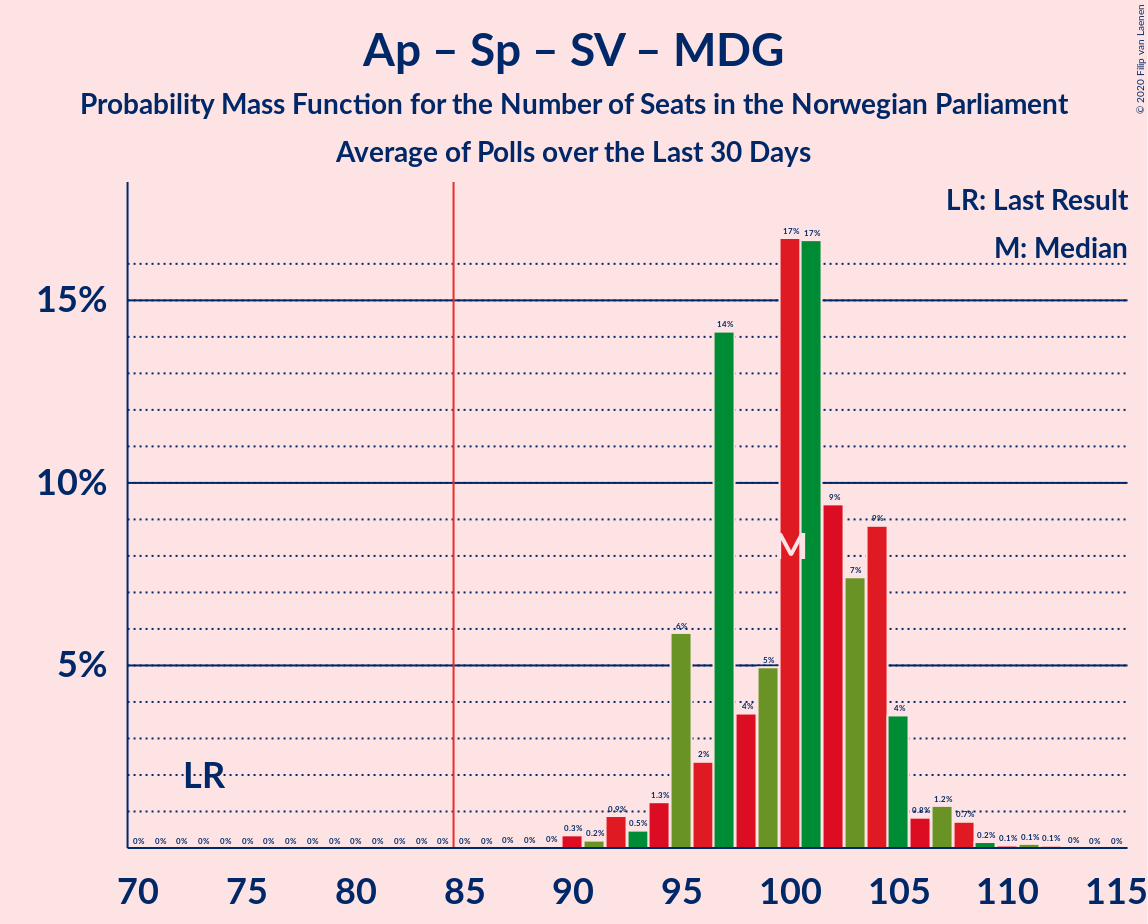 Ap – Sp – SV – MDG
Probability Mass Function for the Number of Seats in the Norwegian Parliament
Average of Polls over the Last 30 Days
© 2020 Filip van Laenen
LR: Last Result
M: Median
15%
10%
5%
17% 17%
14%
9% 9%
7%
6%
5%
4% 4%
2%
1.3% 1.2%
0.9% 0.8% 0.7%
0.5%
0.3% 0.2% 0.2% 0.1% 0.1% 0.1%
M
LR
0% 0% 0% 0% 0% 0% 0% 0% 0% 0% 0% 0% 0% 0% 0% 0% 0% 0% 0% 0% 0% 0% 0%
70 75 80 85 90 95 100 105 110 115